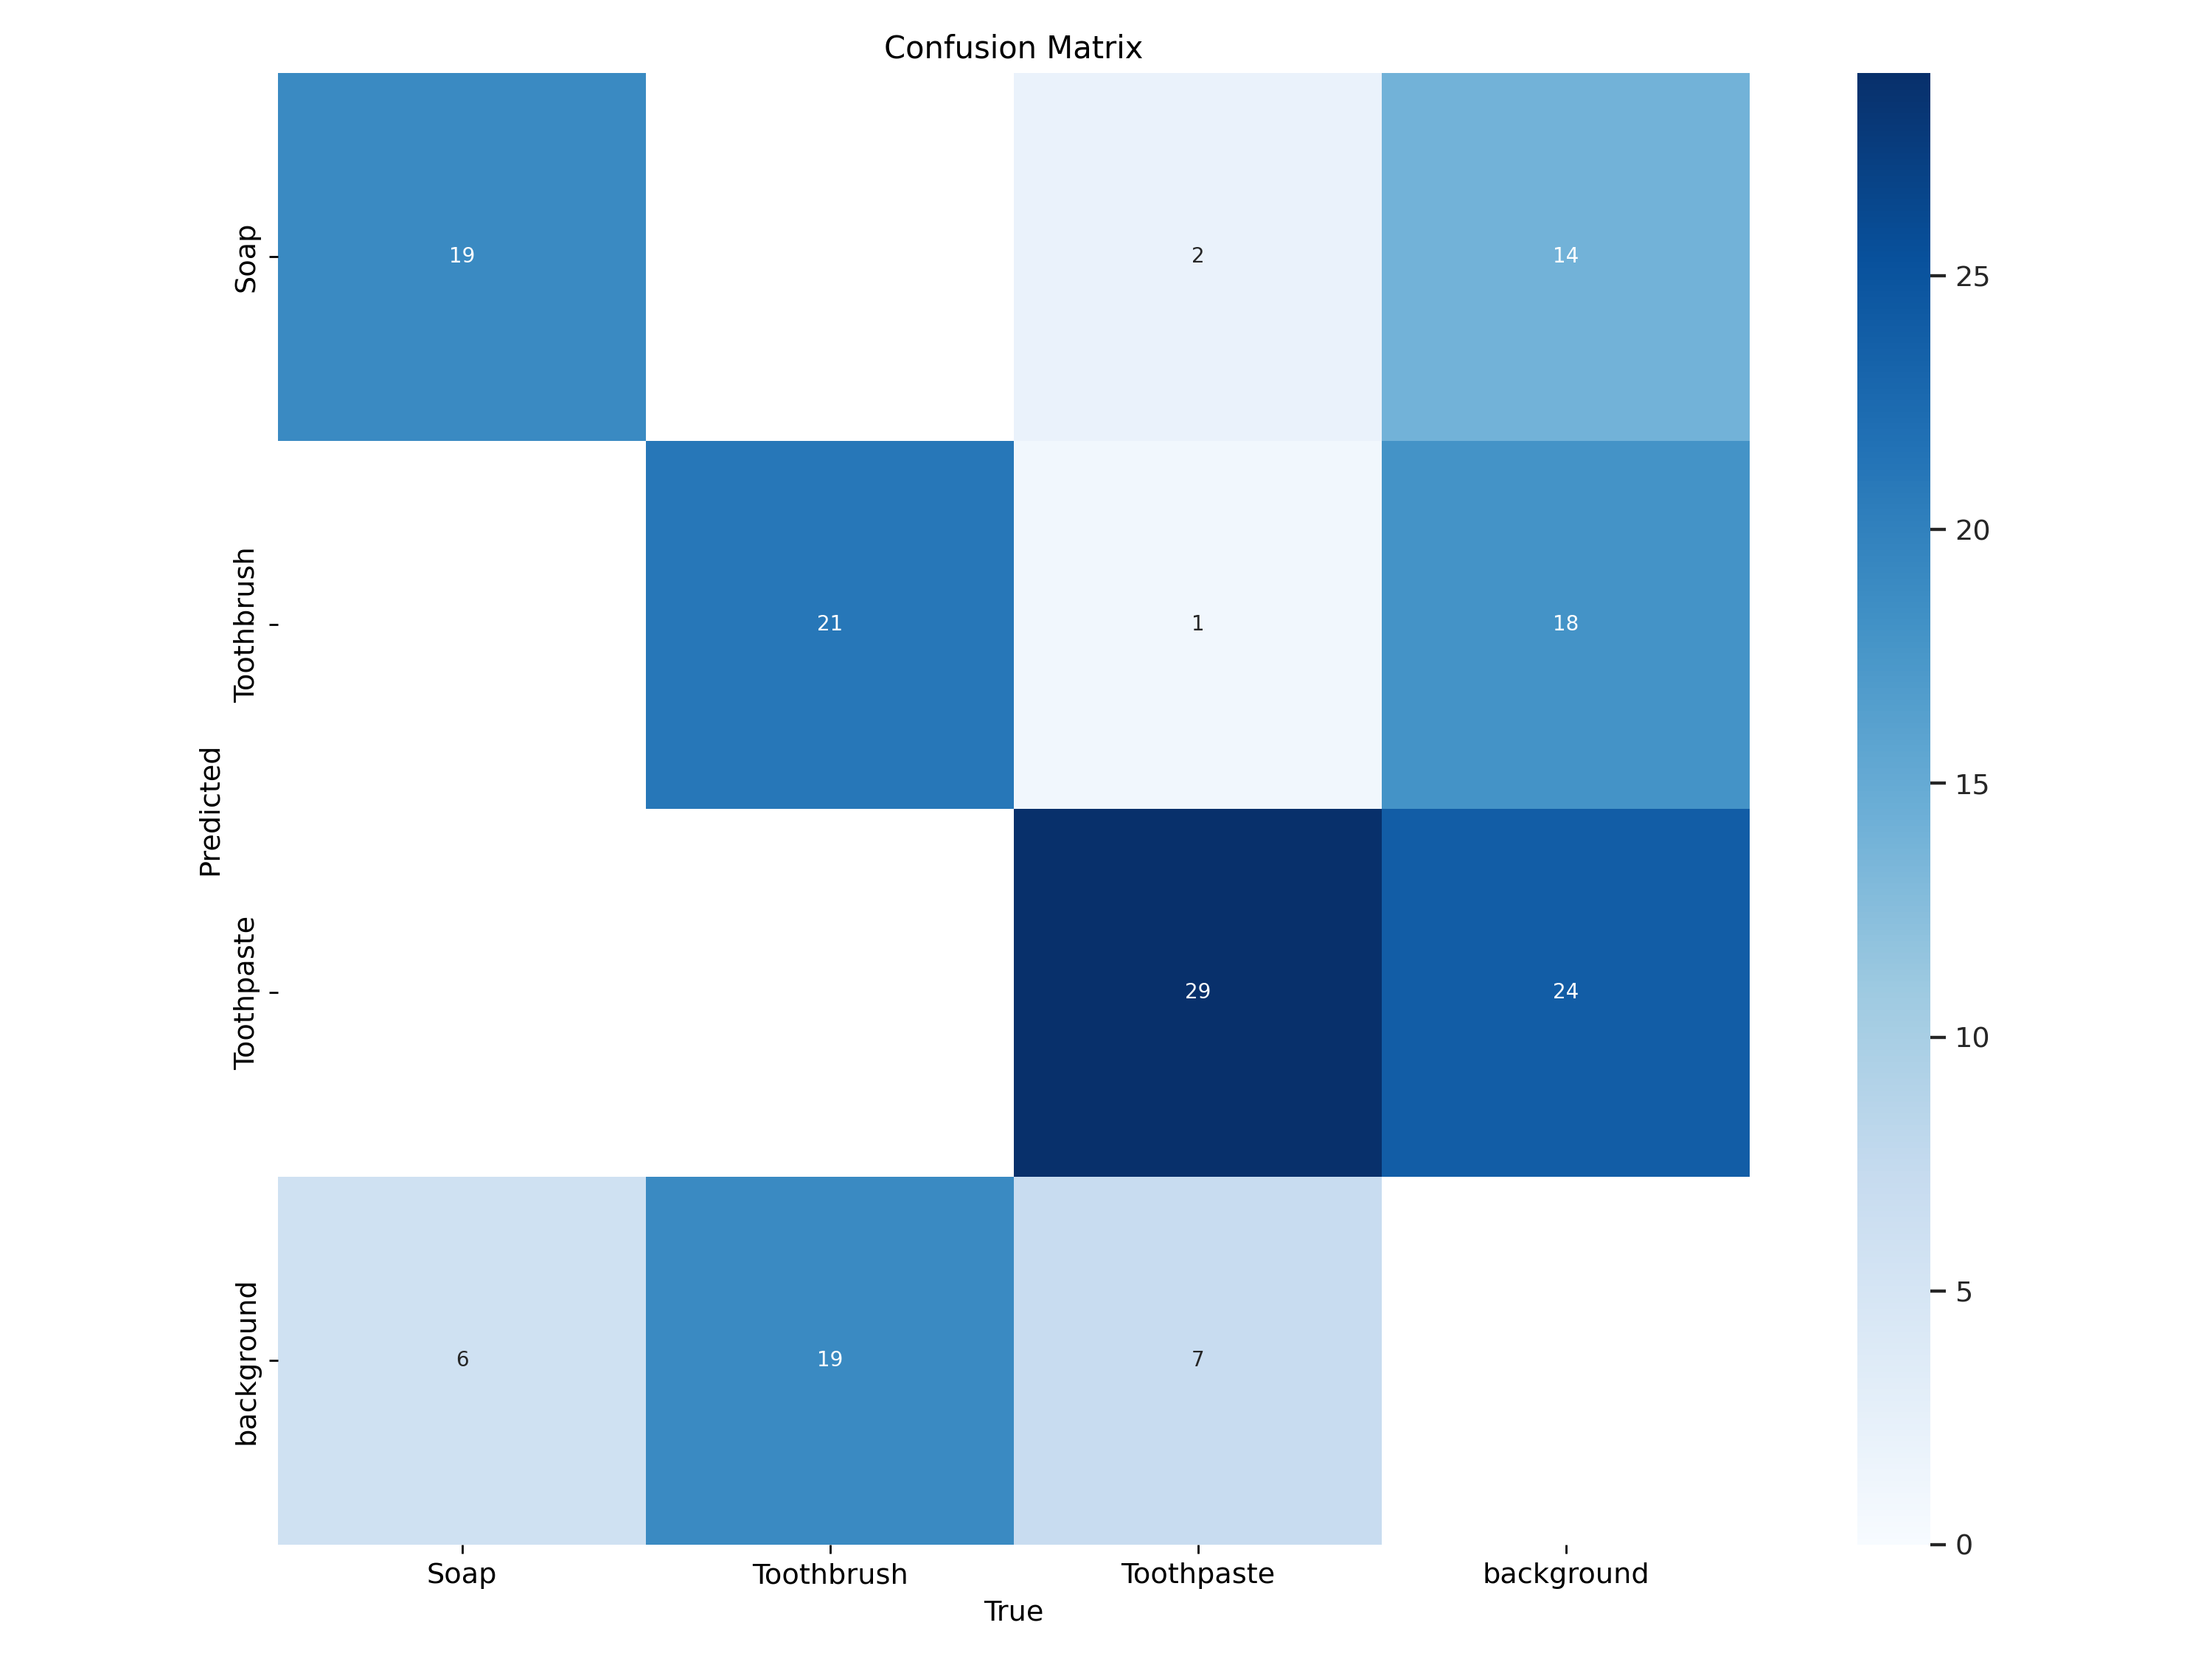 Confusion Matrix
Soap
19
2
14
25
Toothbrush
21
1
18
20
15
Predicted
Toothpaste
29
24
10
background
6
19
7
5
0
Soap
Toothbrush
Toothpaste
background
True